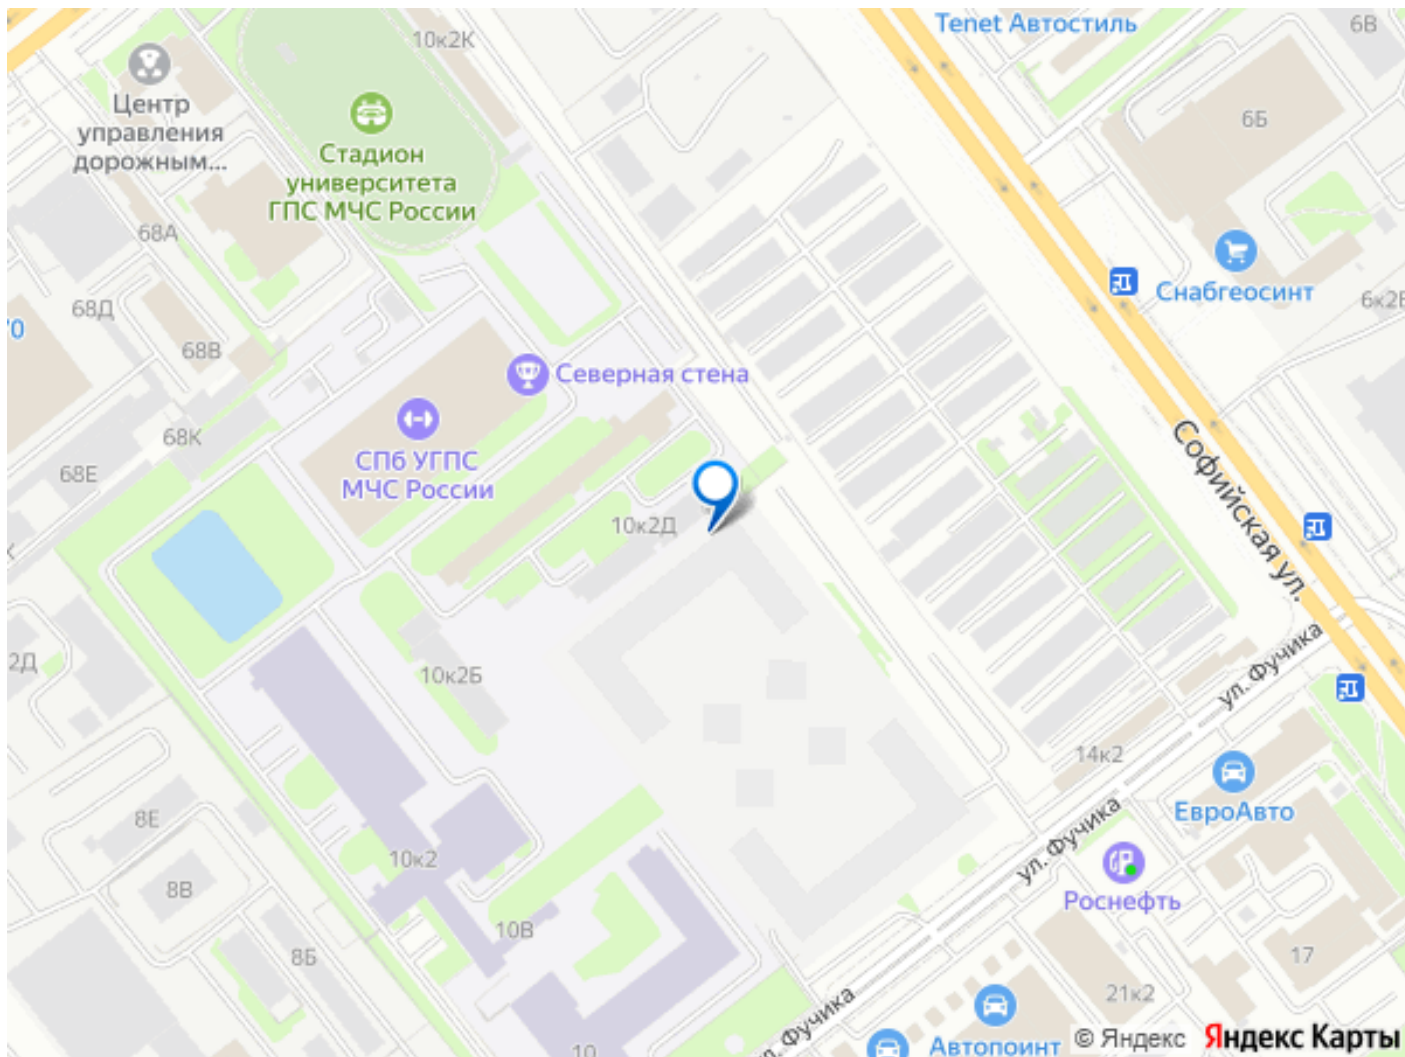 Tenet Автостиль
6В
10к2К
Центр
управления
дорожным...
6Б
Стадион
университета
ГПС МЧС России
68А
Снабгеосинт
68Д
70
68В
Северная стена
68К
СПб УГПС
МЧС России
68Е
Софийская ул.
10к2Д
2Д
10к2Б
ул. Фучика
14к2
ЕвроАвто
8Е
ул. Фучика
10к2
8В
Роснефть
10В
8Б
17
21к2
л. Фучика
10
Автопоинт
© Яндекс
Яндекс Карты